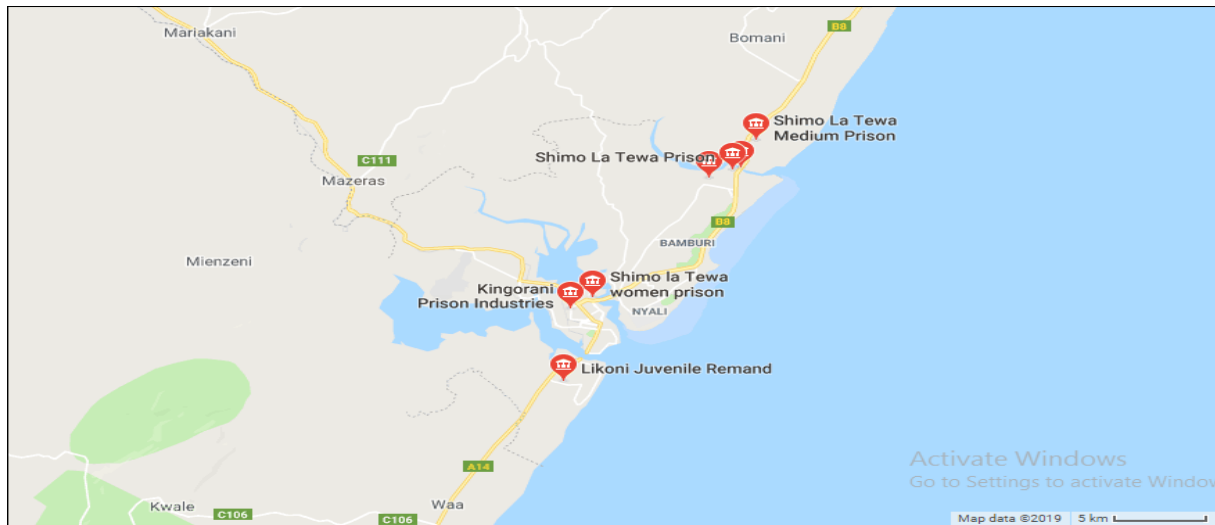 Mariakani
B8
Bomani
Shimo La Tewa
Medium Prison
Shimo La Tewa Prison
C111
Mazeras
B8
BAMBURI
Mienzeni
Shimo la Tewa
women prison
Kingorani
Prison Industries
NYALI
Likoni Juvenile Remand
A14
Activate Windows
Go to Settings to activate Window
Kwale
C106
Waa
C106
Map data ©2019
5 km